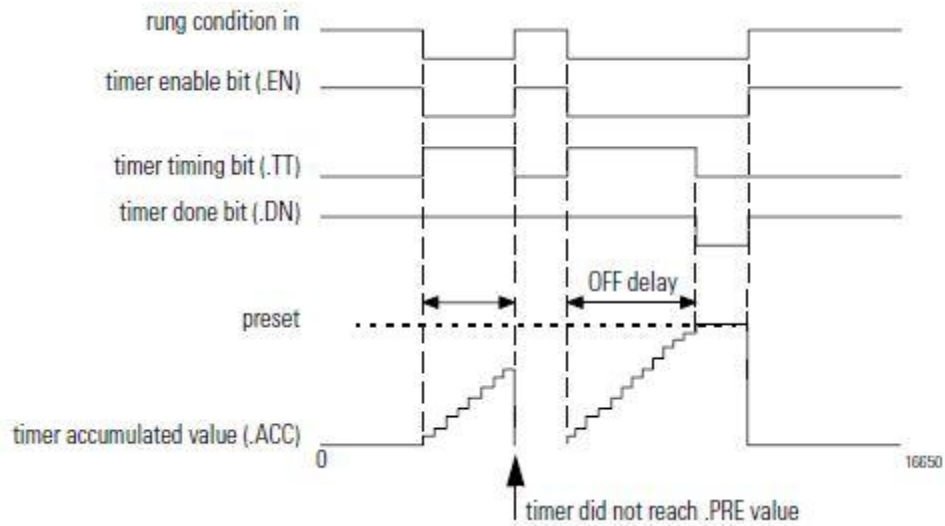 rung condition in
timer enable bit (.EN)
timer timing bit (.TT)
timer done bit (.DN)
OFF delay
preset
timer accumulated value (.ACC)
0
16650
timer did not reach .PRE value